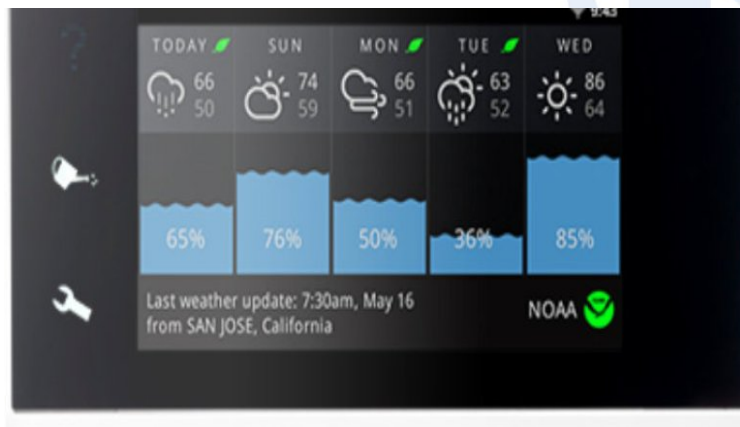 9:43
TODAY SUN MON TUE WED
66 74 66 63 86
50 59 51 52 64
65% 76% 50% 36% 85%
Last weather update: 7:30am, May 16
from SAN JOSE, California
NOAA